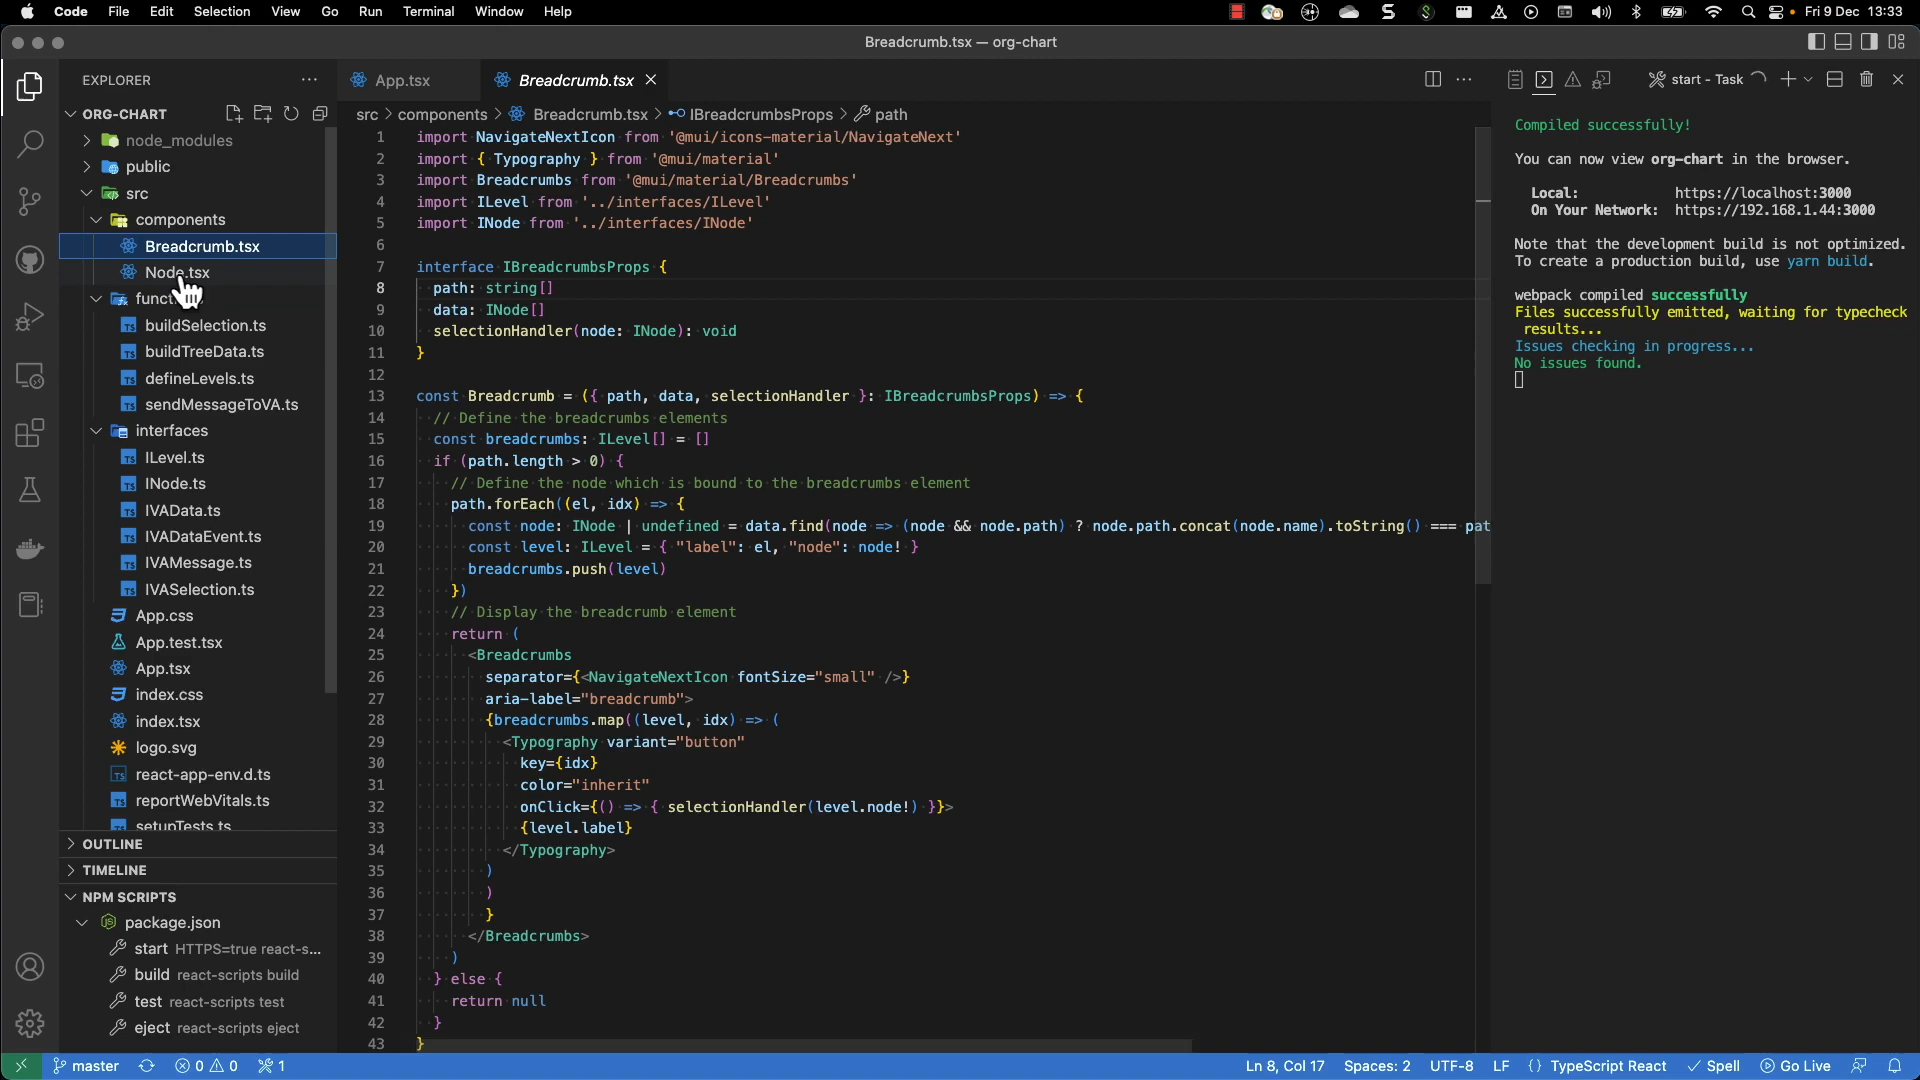 Code File Edit Selection View Go Run Terminal Window Help Fri 9 Dec 13:33
Breadcrumb.tsx — org-chart
EXPLORER
ORG-CHART
node_modules
public
src
components
Breadcrumb.tsx
Node.tsx
funct
buildSelection.ts
buildTreeData.ts
defineLevels.ts
sendMessageToVA.ts
interfaces
ILevel.ts
INode.ts
IVAData.ts
IVADataEvent.ts
IVAMessage.ts
IVASelection.ts
App.css
App.test.tsx
App.tsx
index.css
index.tsx
logo.svg
react-app-env.d.ts
reportWebVitals.ts
setupTests.ts
OUTLINE
TIMELINE
NPM SCRIPTS
package.json
start HTTPS=true react-s...
build react-scripts build
test react-scripts test
eject react-scripts eject
App.tsx Breadcrumb.tsx
src > components > Breadcrumb.tsx > IBreadcrumbsProps > path
1 import NavigateNextIcon from '@mui/icons-material/NavigateNext'
2 import { Typography } from '@mui/material'
3 import Breadcrumbs from '@mui/material/Breadcrumbs'
4 import ILevel from '../interfaces/ILevel'
5 import INode from '../interfaces/INode'
6
7 interface IBreadcrumbsProps {
8 path: string[]
9 data: INode[]
10 selectionHandler(node: INode): void
11 }
12
13 const Breadcrumb = ({ path, data, selectionHandler }: IBreadcrumbsProps) => {
14 // Define the breadcrumbs elements
15 const breadcrumbs: ILevel[] = []
16 if (path.length > 0) {
17 // Define the node which is bound to the breadcrumbs element
18 path.forEach((el, idx) => {
19 const node: INode | undefined = data.find(node => (node && node.path) ? node.path.concat(node.name).toString() === pat
20 const level: ILevel = { "label": el, "node": node! }
21 breadcrumbs.push(level)
22 })
23 // Display the breadcrumb element
24 return (
25 <Breadcrumbs
26 separator={<NavigateNextIcon fontSize="small" />}
27 aria-label="breadcrumb">
28 {breadcrumbs.map((level, idx) => (
29 <Typography variant="button"
30 key={idx}
31 color="inherit"
32 onClick={() => { selectionHandler(level.node!) }}>
33 {level.label}
34 </Typography>
35 )
36 )
37 }
38 </Breadcrumbs>
39 )
40 } else {
41 return null
42 }
43 }
start - Task
Compiled successfully!
You can now view org-chart in the browser.
Local: https://localhost:3000
On Your Network: https://192.168.1.44:3000
Note that the development build is not optimized.
To create a production build, use yarn build.
webpack compiled successfully
Files successfully emitted, waiting for typecheck
results...
Issues checking in progress...
No issues found.
master 0 0 1 Ln 8, Col 17 Spaces: 2 UTF-8 LF {} TypeScript React Spell Go Live